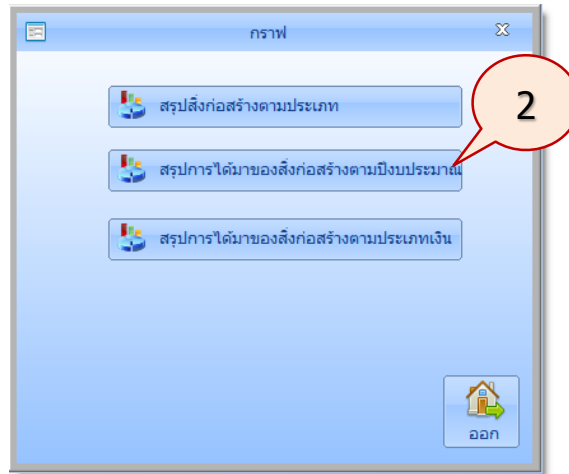 กราฟ
สรุปสิ่งก่อสร้างตามประเภท
2
สรุปการได้มาของสิ่งก่อสร้างตามปีงบประมาณ
สรุปการได้มาของสิ่งก่อสร้างตามประเภทเงิน
ออก